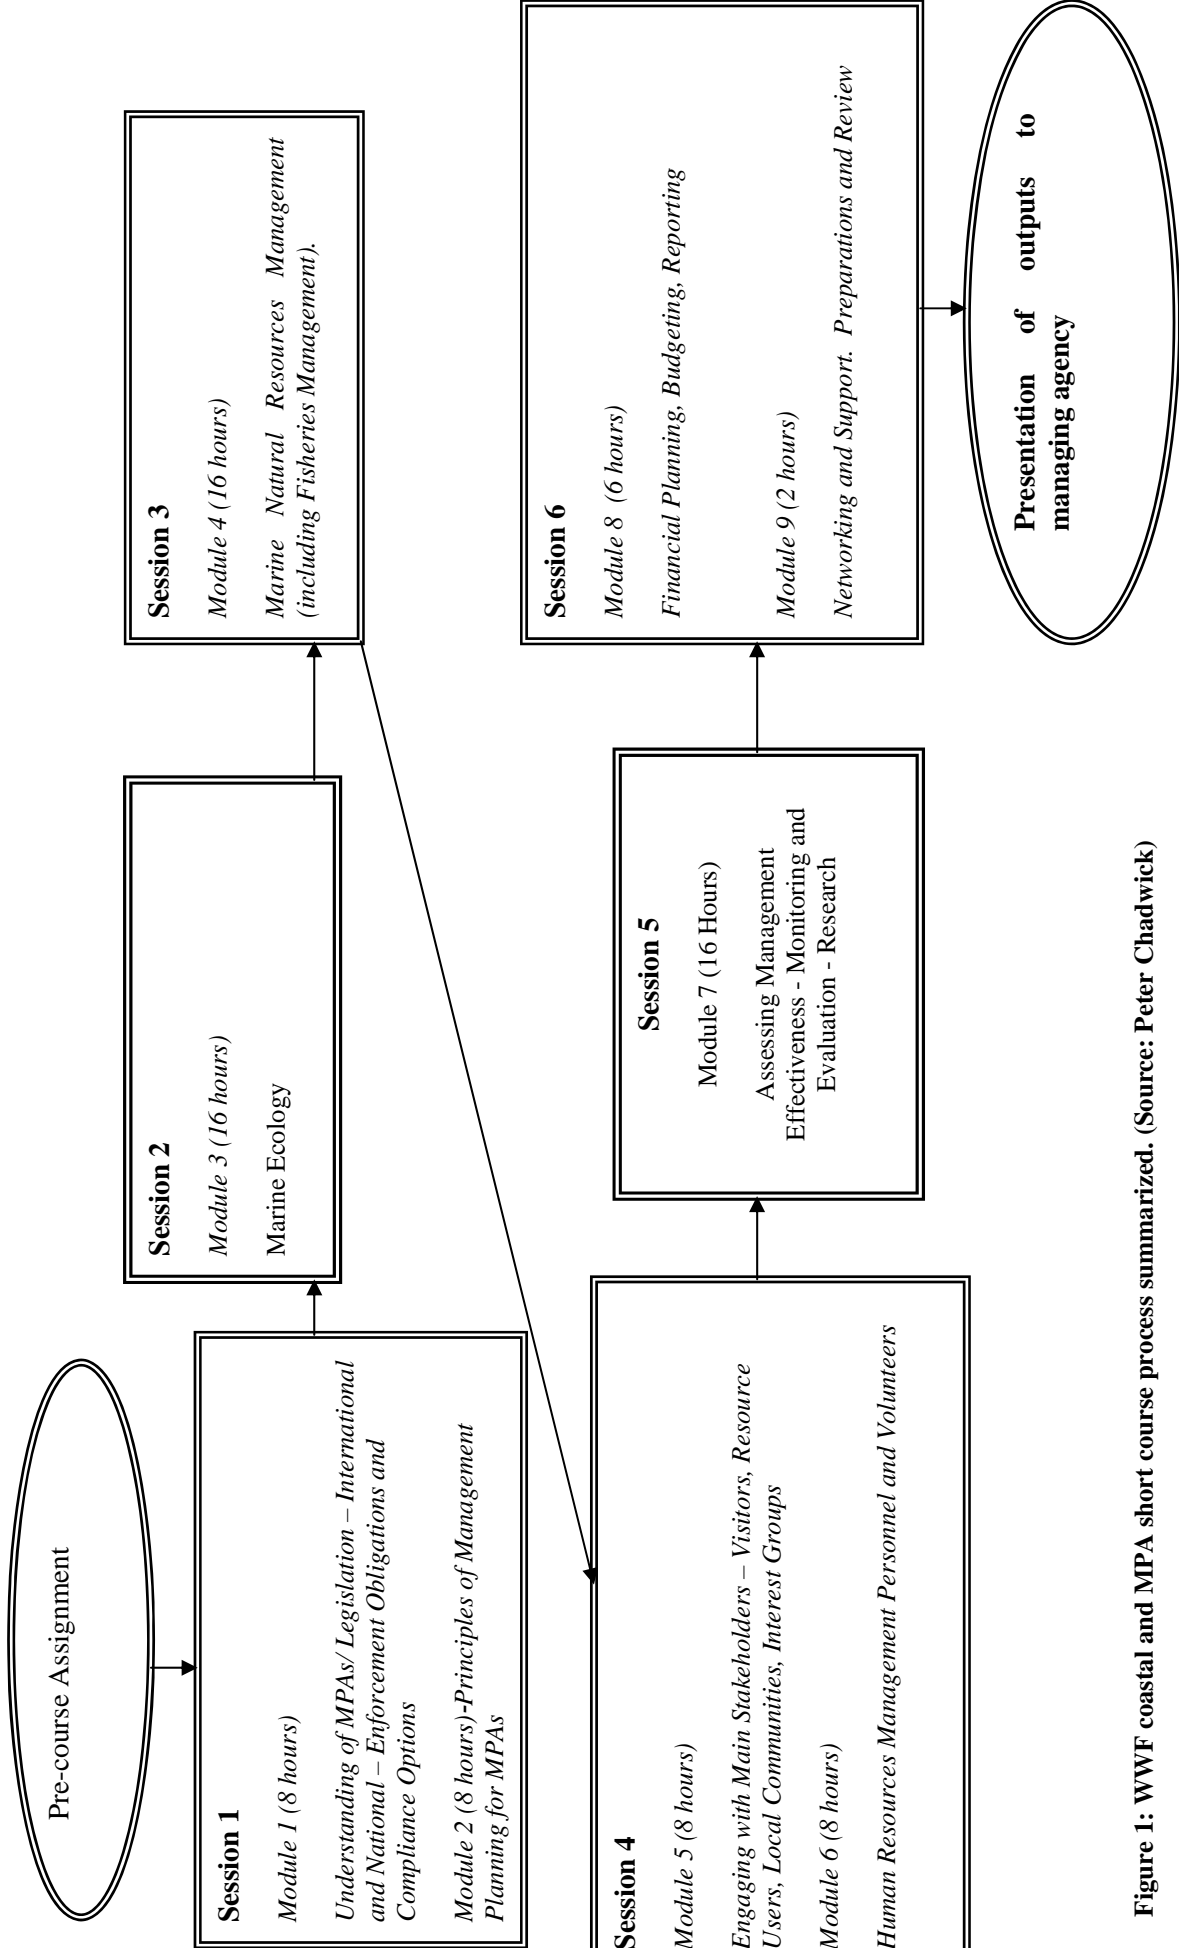 Pre-course Assignment
Session 1
Module 1 (8 hours)
Understanding of MPAs/ Legislation – International
and National – Enforcement Obligations and
Compliance Options
Module 2 (8 hours)-Principles of Management
Planning for MPAs
Session 2
Module 3 (16 hours)
Marine Ecology
Session 3
Module 4 (16 hours)
Marine Natural Resources Management
(including Fisheries Management).
Session 4
Module 5 (8 hours)
Engaging with Main Stakeholders – Visitors, Resource
Users, Local Communities, Interest Groups
Module 6 (8 hours)
Human Resources Management Personnel and Volunteers
Session 5
Module 7 (16 Hours)
Assessing Management
Effectiveness - Monitoring and
Evaluation - Research
Session 6
Module 8 (6 hours)
Financial Planning, Budgeting, Reporting
Module 9 (2 hours)
Networking and Support. Preparations and Review
Presentation of outputs to
managing agency
Figure 1: WWF coastal and MPA short course process summarized. (Source: Peter Chadwick)